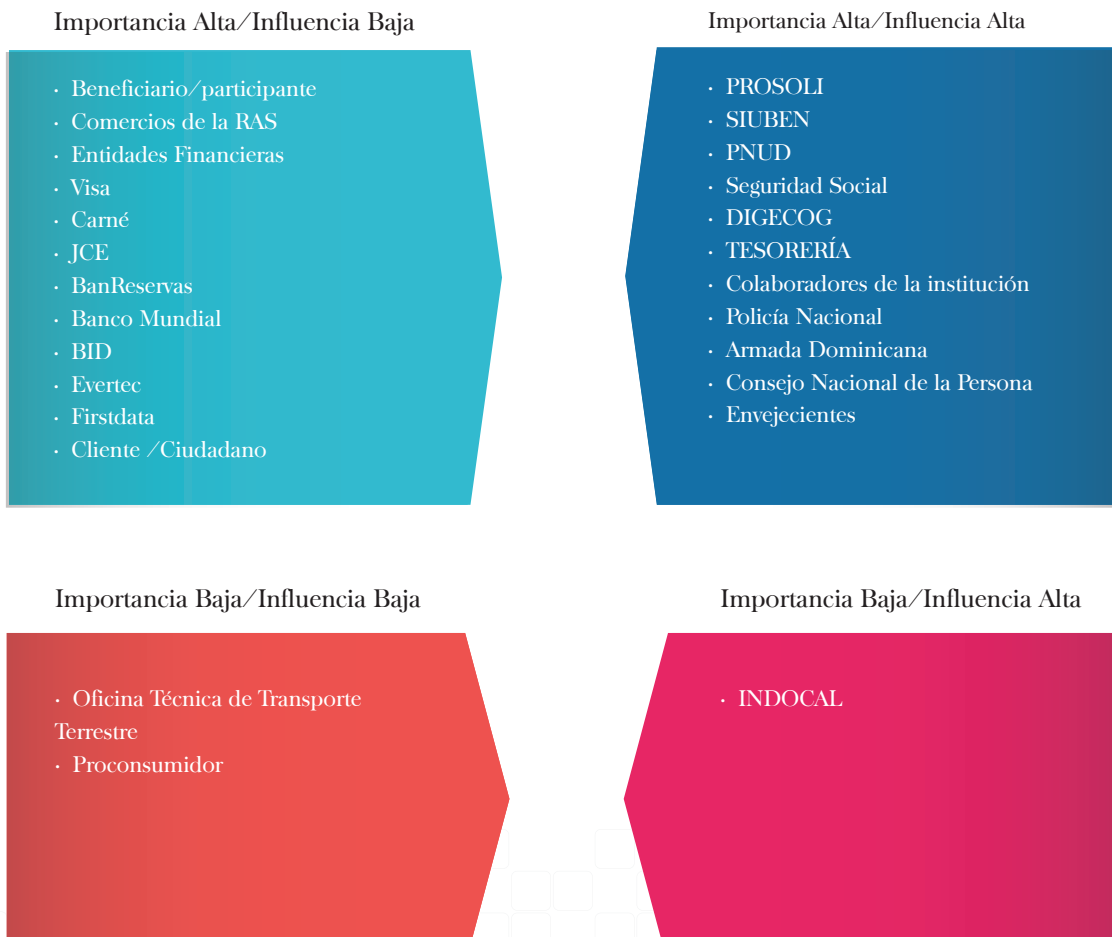 Importancia Alta/Influencia Baja
· Beneficiario/participante
· Comercios de la RAS
· Entidades Financieras
· Visa
· Carné
· JCE
· BanReservas
· Banco Mundial
· BID
· Evertec
· Firstdata
· Cliente /Ciudadano
Importancia Alta/Influencia Alta
· PROSOLI
· SIUBEN
· PNUD
· Seguridad Social
· DIGECOG
· TESORERÍA
· Colaboradores de la institución
· Policía Nacional
· Armada Dominicana
· Consejo Nacional de la Persona
· Envejecientes
Importancia Baja/Influencia Baja
· Oficina Técnica de Transporte
Terrestre
· Proconsumidor
Importancia Baja/Influencia Alta
· INDOCAL